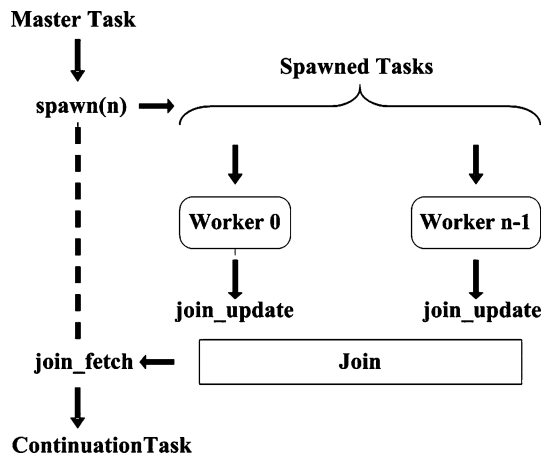 Master Task
Spawned Tasks
spawn(n)
Worker 0
Worker n-1
join_update
join_update
join_fetch
Join
ContinuationTask